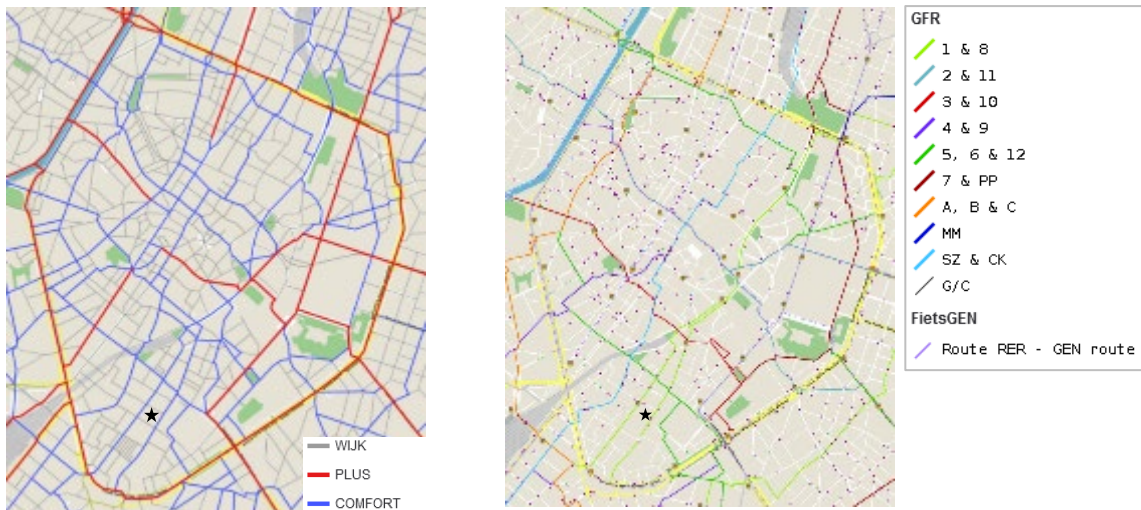 WIJK
PLUS
COMFORT
GFR
1 & 8
2 & 11
3 & 10
4 & 9
5, 6 & 12
7 & PP
A, B & C
MM
SZ & CK
G/C
FietsGEN
Route RER - GEN route